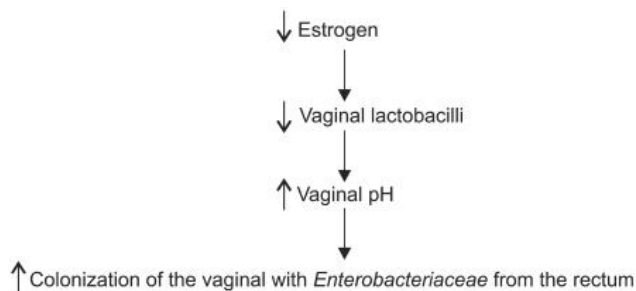 ↓ Estrogen
↓ Vaginal lactobacilli
↑ Vaginal pH
↑ Colonization of the vaginal with Enterobacteriaceae from the rectum